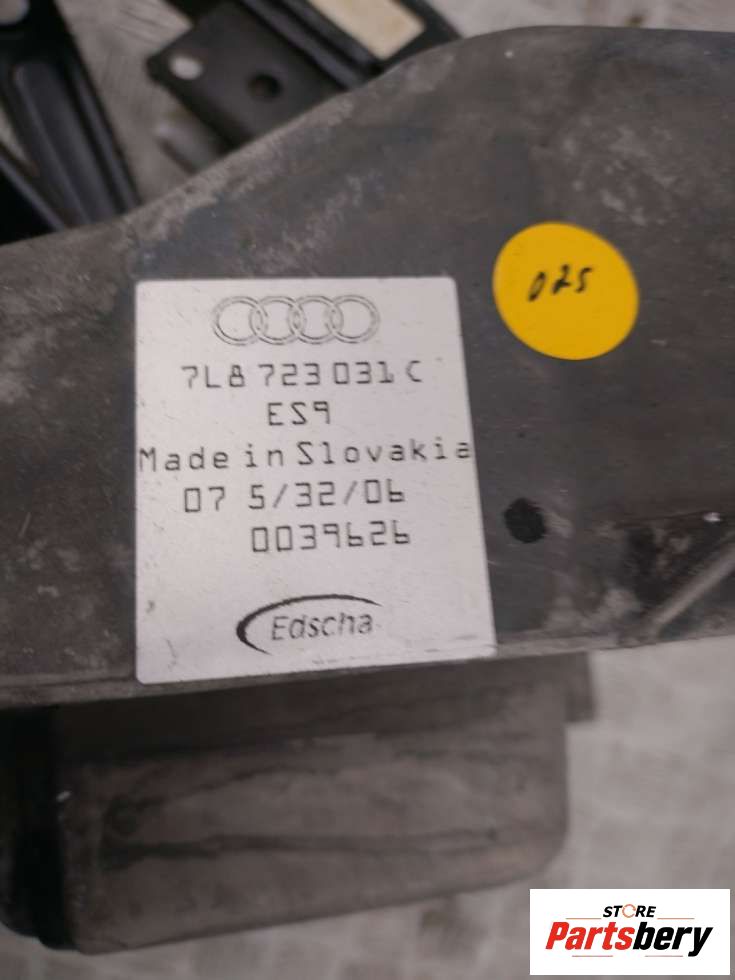 025
7L8 723 031 C
ES9
Made in Slovakia
07 5/32/06
0039626
Edscha
STORE
Partsbery